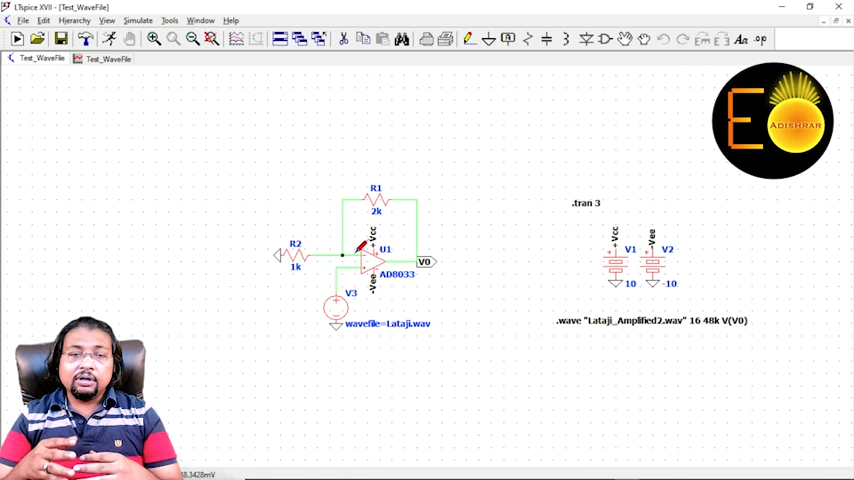 LTspice XVII - [Test_WaveFile]
File Edit Hierarchy View Simulate Tools Window Help
Test_WaveFile Test_WaveFile
E ADISHRAR
R1
2k
.tran 3
R2
1k
+Vcc
U1
AD8033
-Vee
V0
V3
wavefile=Lataji.wav
+Vcc
-Vee
V1
V2
10
-10
.wave "Lataji_Amplified2.wav" 16 48k V(V0)